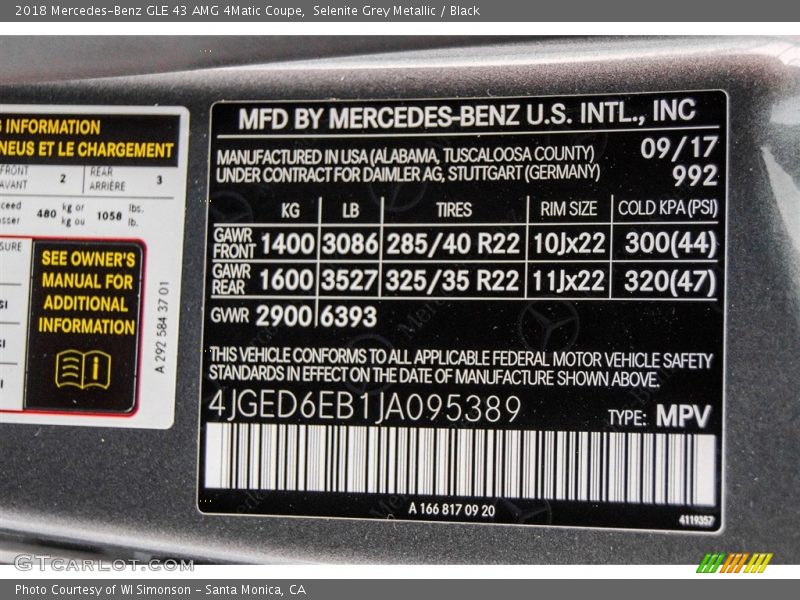 2018 Mercedes-Benz GLE 43 AMG 4Matic Coupe,  Selenite Grey Metallic / Black
INFORMATION
NEUS ET LE CHARGEMENT
FRONT
AVANT
2
REAR
ARRIÈRE
3
480
kg or
kg ou
1058
lbs.
lb.
SEE OWNER'S
MANUAL FOR
ADDITIONAL
INFORMATION
A 292 584 37 01
MFD BY MERCEDES-BENZ U.S. INTL., INC
MANUFACTURED IN USA (ALABAMA, TUSCALOOSA COUNTY) 09/17
UNDER CONTRACT FOR DAIMLER AG, STUTTGART (GERMANY) 992
KG LB TIRES RIM SIZE COLD KPA (PSI)
GAWR FRONT 1400 3086 285/40 R22 10Jx22 300(44)
GAWR REAR 1600 3527 325/35 R22 11Jx22 320(47)
GWR 2900 6393
THIS VEHICLE CONFORMS TO ALL APPLICABLE FEDERAL MOTOR VEHICLE SAFETY
STANDARDS IN EFFECT ON THE DATE OF MANUFACTURE SHOWN ABOVE.
4JGED6EB1JA095389 TYPE: MPV
A 166 817 09 20
4119357
GTcarlot.com
Photo Courtesy of WI Simonson - Santa Monica, CA